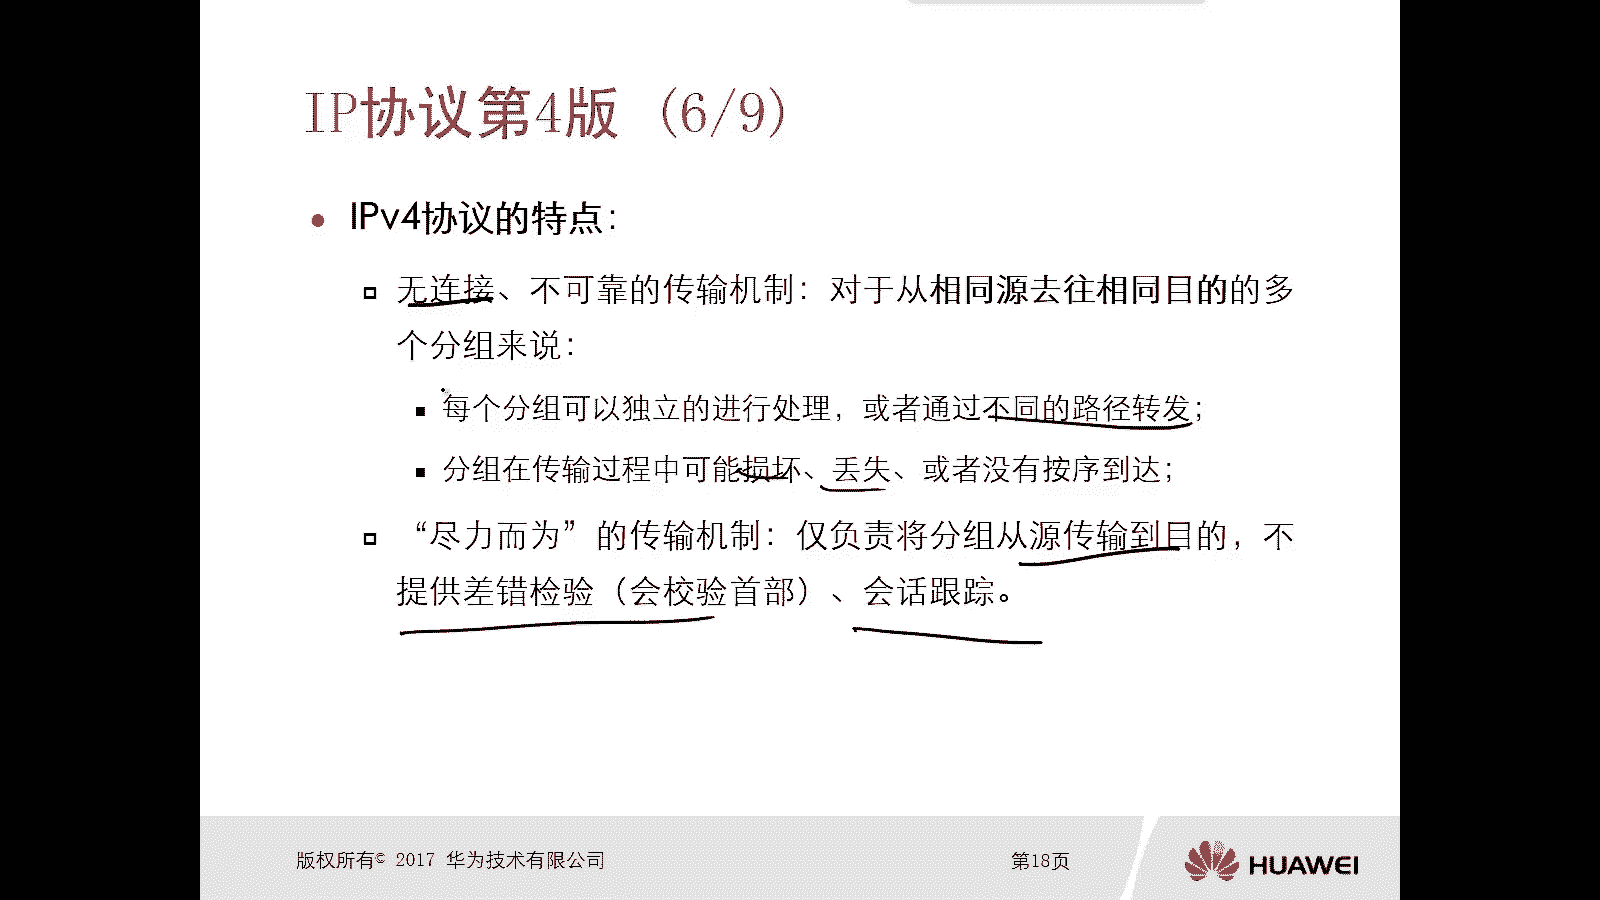 IP协议第4版 (6/9)
IPv4协议的特点：
无连接、不可靠的传输机制：对于从相同源去往相同目的的多
个分组来说：
每个分组可以独立的进行处理，或者通过不同的路径转发；
分组在传输过程中可能损坏、丢失、或者没有按序到达；
“尽力而为”的传输机制：仅负责将分组从源传输到目的，不
提供差错检验（会校验首部）、会话跟踪。
版权所有© 2017 华为技术有限公司
第18页
HUAWEI